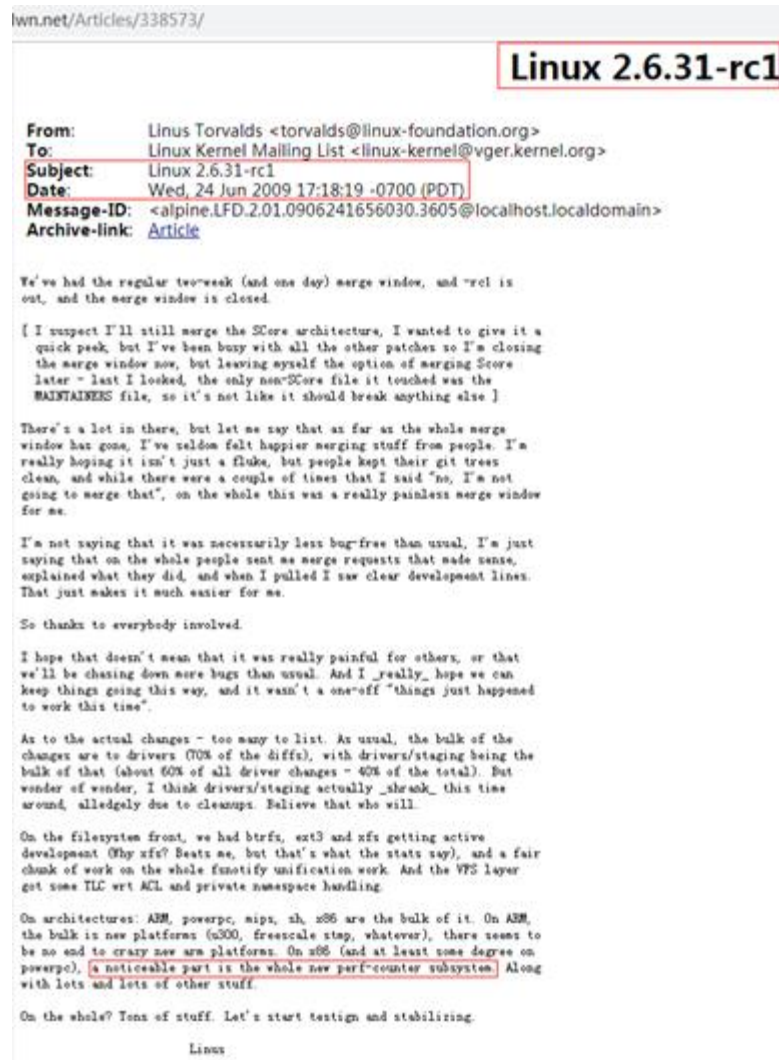 lwn.net/Articles/338573/
Linux 2.6.31-rc1
From: Linus Torvalds <torvalds@linux-foundation.org>
To: Linux Kernel Mailing List <linux-kernel@vger.kernel.org>
Subject: Linux 2.6.31-rc1
Date: Wed, 24 Jun 2009 17:18:19 -0700 (PDT)
Message-ID: <alpine.LFD.2.01.0906241656030.3605@localhost.localdomain>
Archive-link: Article
We've had the regular two-week (and one day) merge window, and -rc1 is
out, and the merge window is closed.
[ I suspect I'll still merge the SCore architecture, I wanted to give it a
quick peek, but I've been busy with all the other patches so I'm closing
the merge window now, but leaving myself the option of merging Score
later - last I looked, the only non-SCore file it touched was the
MAINTAINERS file, so it's not like it should break anything else ]
There's a lot in there, but let me say that as far as the whole merge
window has gone, I've seldom felt happier merging stuff from people. I'm
really hoping it isn't just a fluke, but people kept their git trees
clean, and while there were a couple of times that I said "no, I'm not
going to merge that", on the whole this was a really painless merge window
for me.
I'm not saying that it was necessarily less bug-free than usual, I'm just
saying that on the whole people sent me merge requests that made sense,
explained what they did, and when I pulled I saw clear development lines.
That just makes it much easier for me.
So thanks to everybody involved.
I hope that doesn't mean that it was really painful for others, or that
we'll be chasing down more bugs than usual. And I _really_ hope we can
keep things going this way, and it wasn't a one-off "things just happened
to work this time".
As to the actual changes - too many to list. As usual, the bulk of the
changes are to drivers (70% of the diffs), with drivers/staging being the
bulk of that (about 60% of all driver changes - 40% of the total). But
wonder of wonder, I think drivers/staging actually _shrank_ this time
around, alledgely due to cleanups. Believe that who will.
On the filesystem front, we had btrfs, ext3 and xfs getting active
development (Why xfs? Beats me, but that's what the stats say), and a fair
chunk of work on the whole fsnotify unification work. And the VFS layer
got some TLC wrt ACL and private namespace handling.
On architectures: ARM, powerpc, mips, sh, x86 are the bulk of it. On ARM,
the bulk is new platforms (u300, freescale stmp, whatever), there seems to
be no end to crazy new arm platforms. On x86 (and at least some degree on
powerpc), a noticeable part is the whole new perf-counter subsystem. Along
with lots and lots of other stuff.
On the whole? Tons of stuff. Let's start testign and stabilizing.
Linus